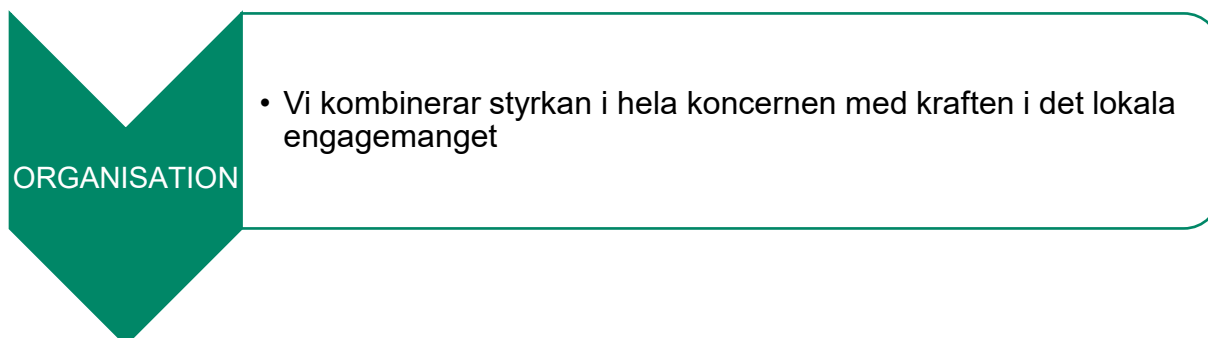 ORGANISATION
• Vi kombinerar styrkan i hela koncernen med kraften i det lokala
engagemanget